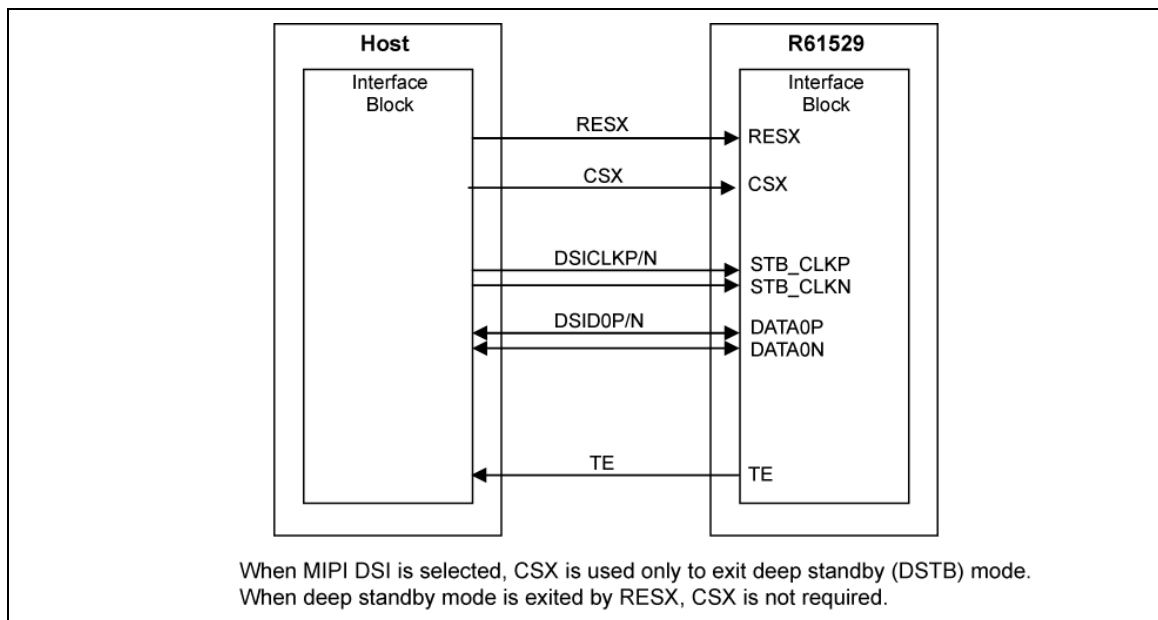 Host
R61529
Interface
Block
Interface
Block
RESX
RESX
CSX
CSX
DSICLKP/N
STB_CLKP
STB_CLKN
DSID0P/N
DATA0P
DATA0N
TE
TE
When MIPI DSI is selected, CSX is used only to exit deep standby (DSTB) mode.
When deep standby mode is exited by RESX, CSX is not required.